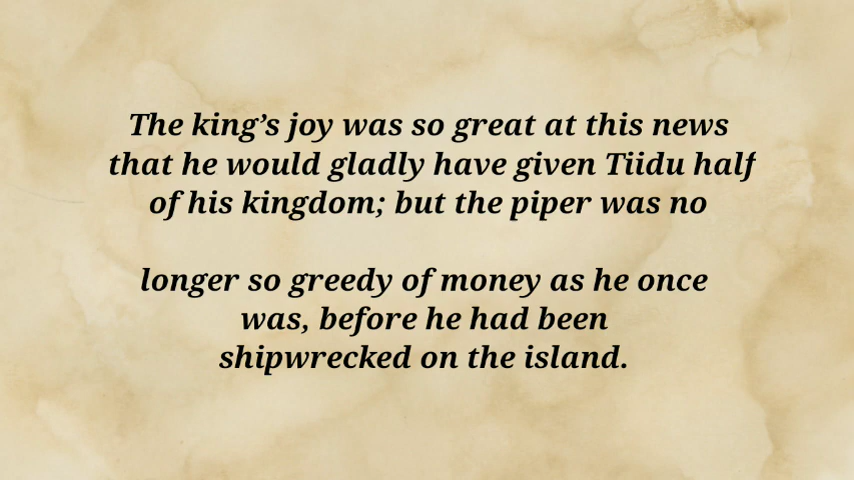 The king’s joy was so great at this news
that he would gladly have given Tiidu half
of his kingdom; but the piper was no
longer so greedy of money as he once
was, before he had been
shipwrecked on the island.